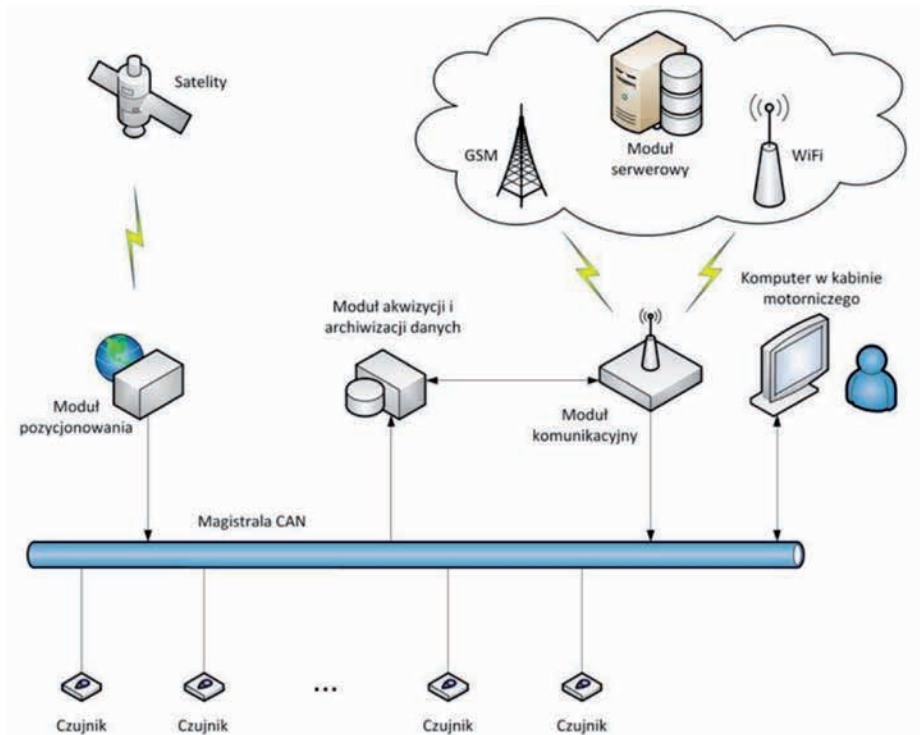 Satelity
GSM
Moduł
serwerowy
WiFi
Komputer w kabinie
motorniczego
Moduł akwizycji i
archiwizacji danych
Moduł
pozycjonowania
Moduł
komunikacyjny
Magistrala CAN
Czujnik
Czujnik
...
Czujnik
Czujnik